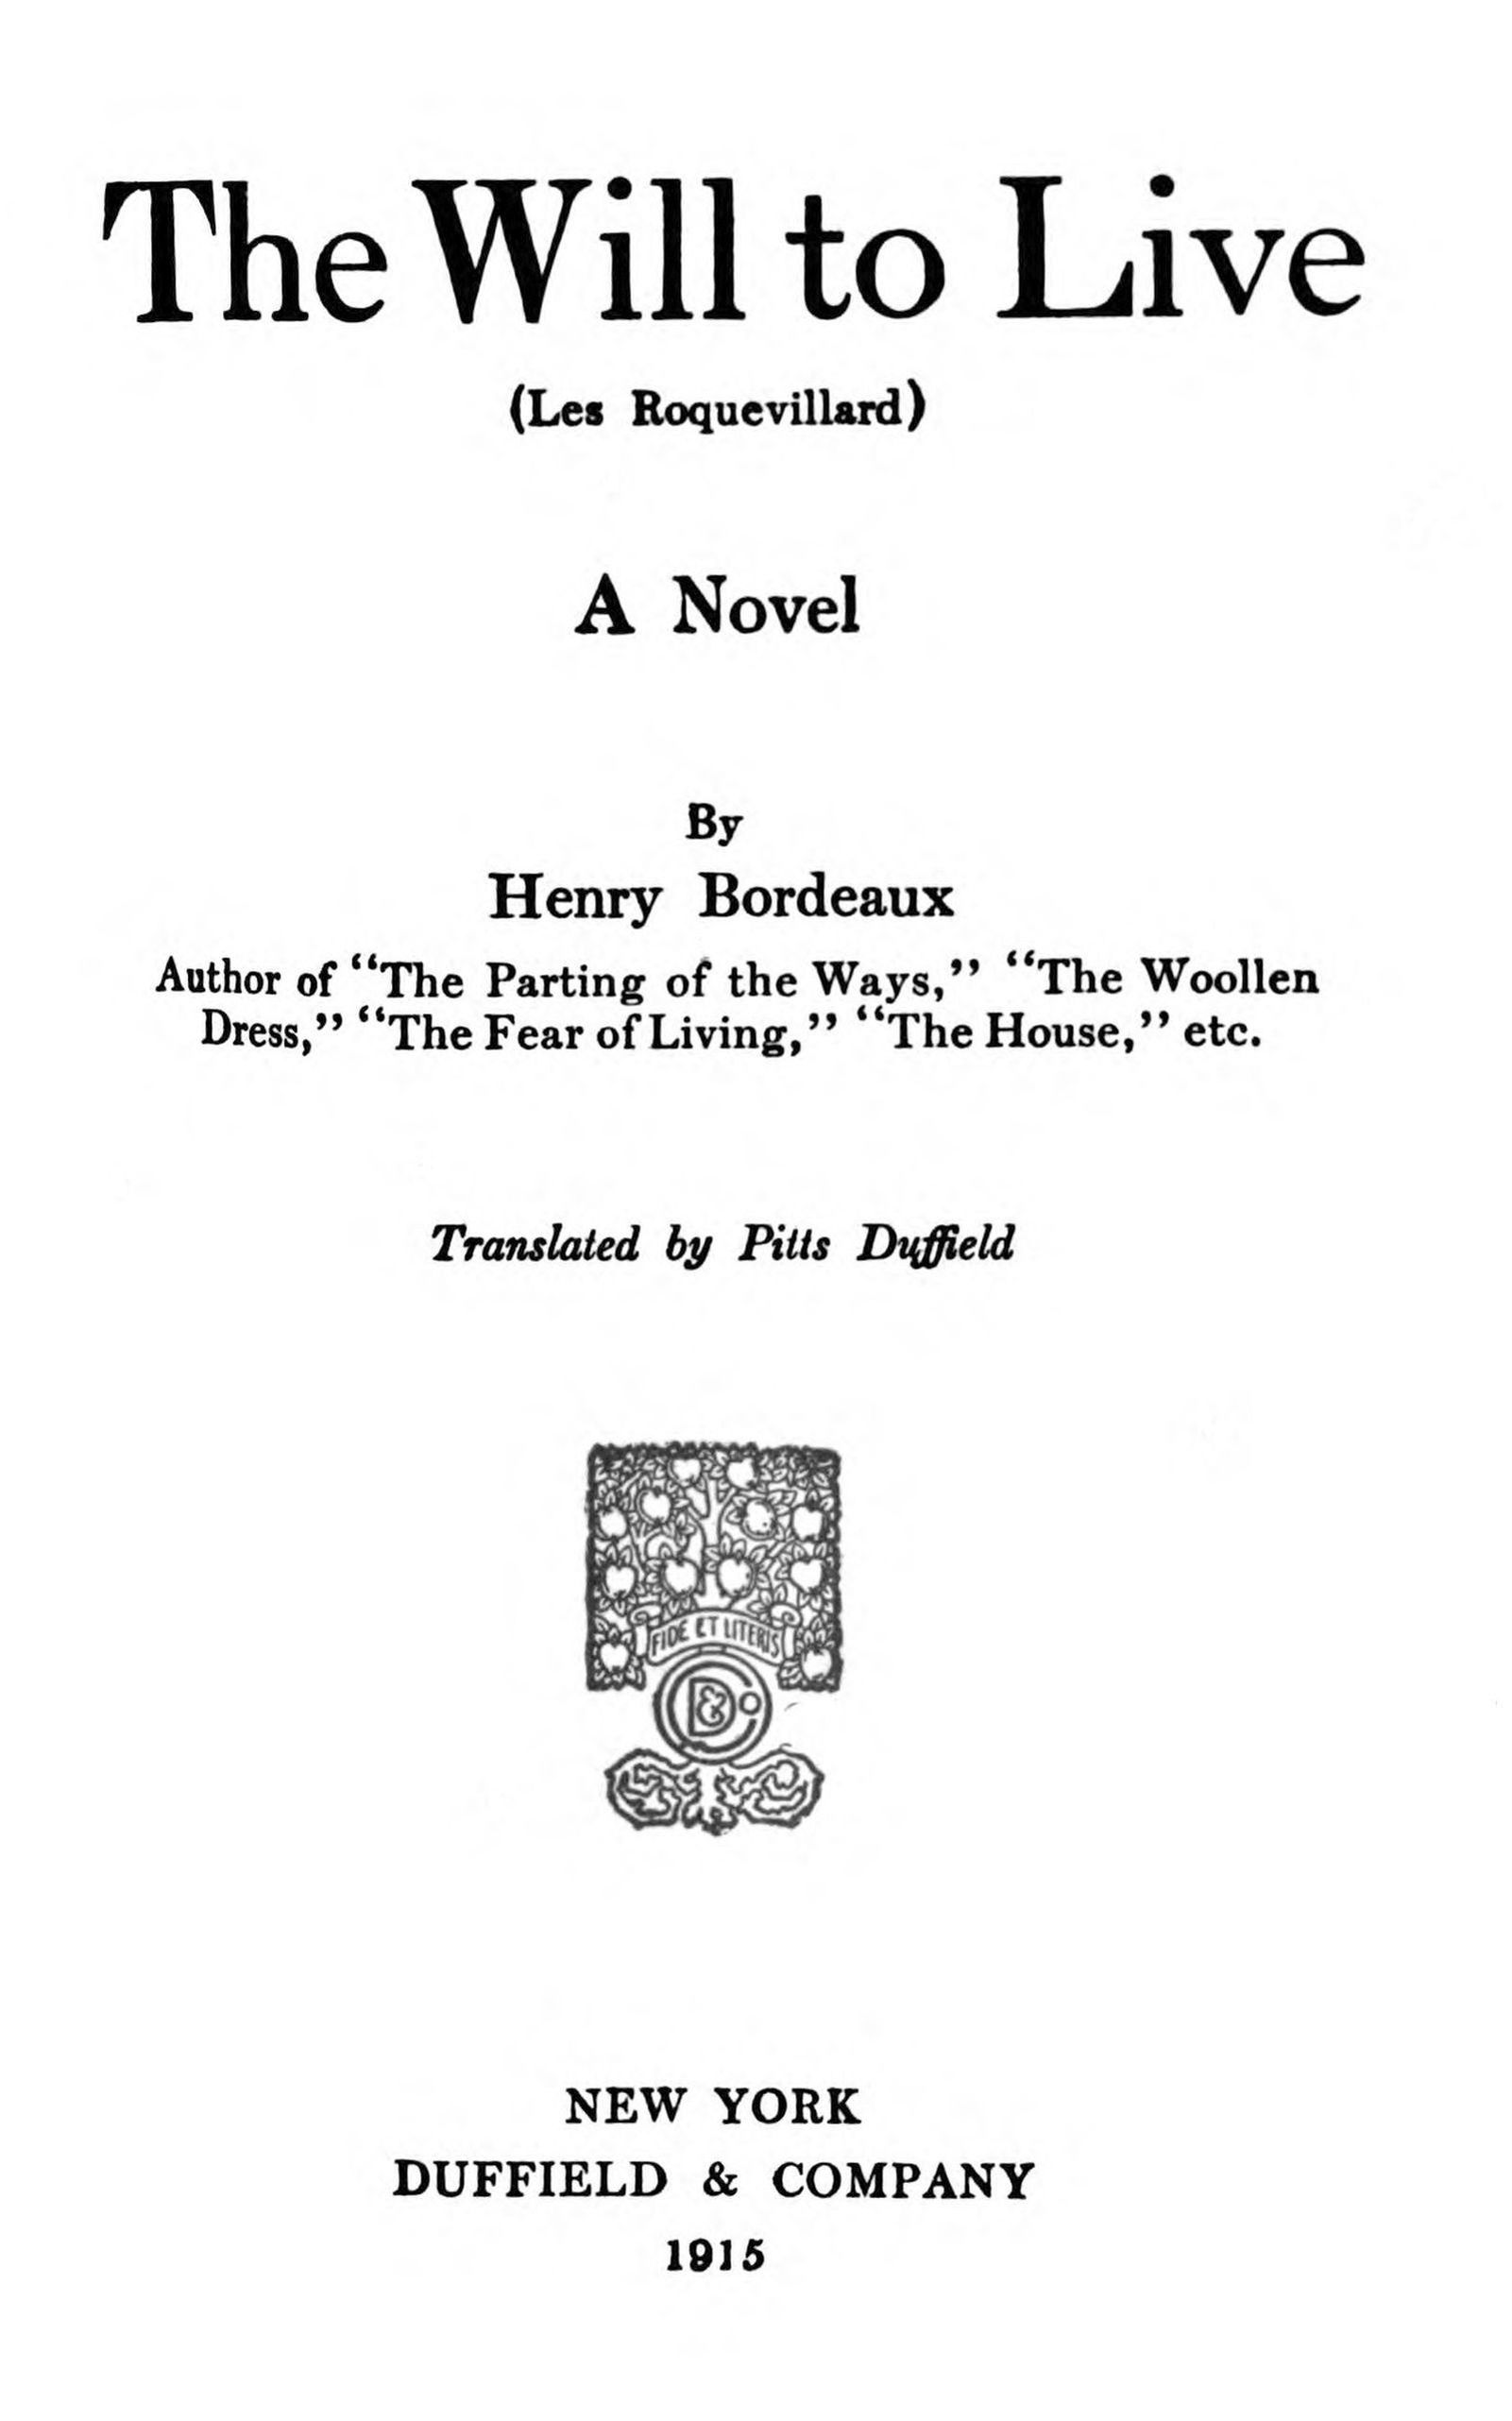 The Will to Live
(Les Roquevillard)
A Novel
By
Henry Bordeaux
Author of “The Parting of the Ways,” “The Woollen
Dress,” “The Fear of Living,” “The House,” etc.
Translated by Pitts Duffield
FIDE ET LITERIS
D & Co
NEW YORK
DUFFIELD & COMPANY
1915